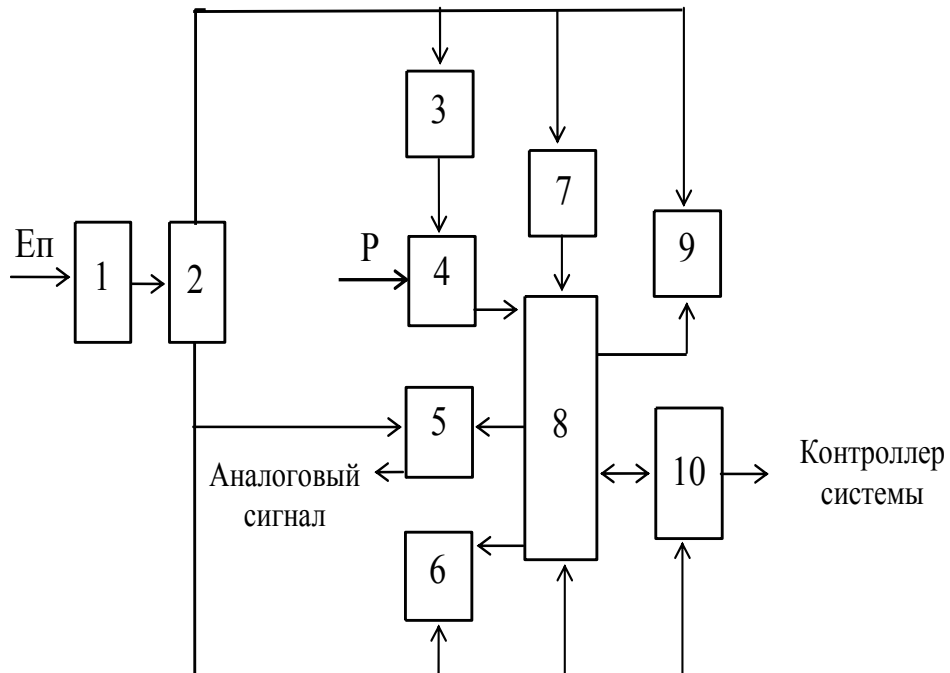 3
7
Еп
P
9
1
2
4
5
8
10
Контроллер
системы
Аналоговый
сигнал
6